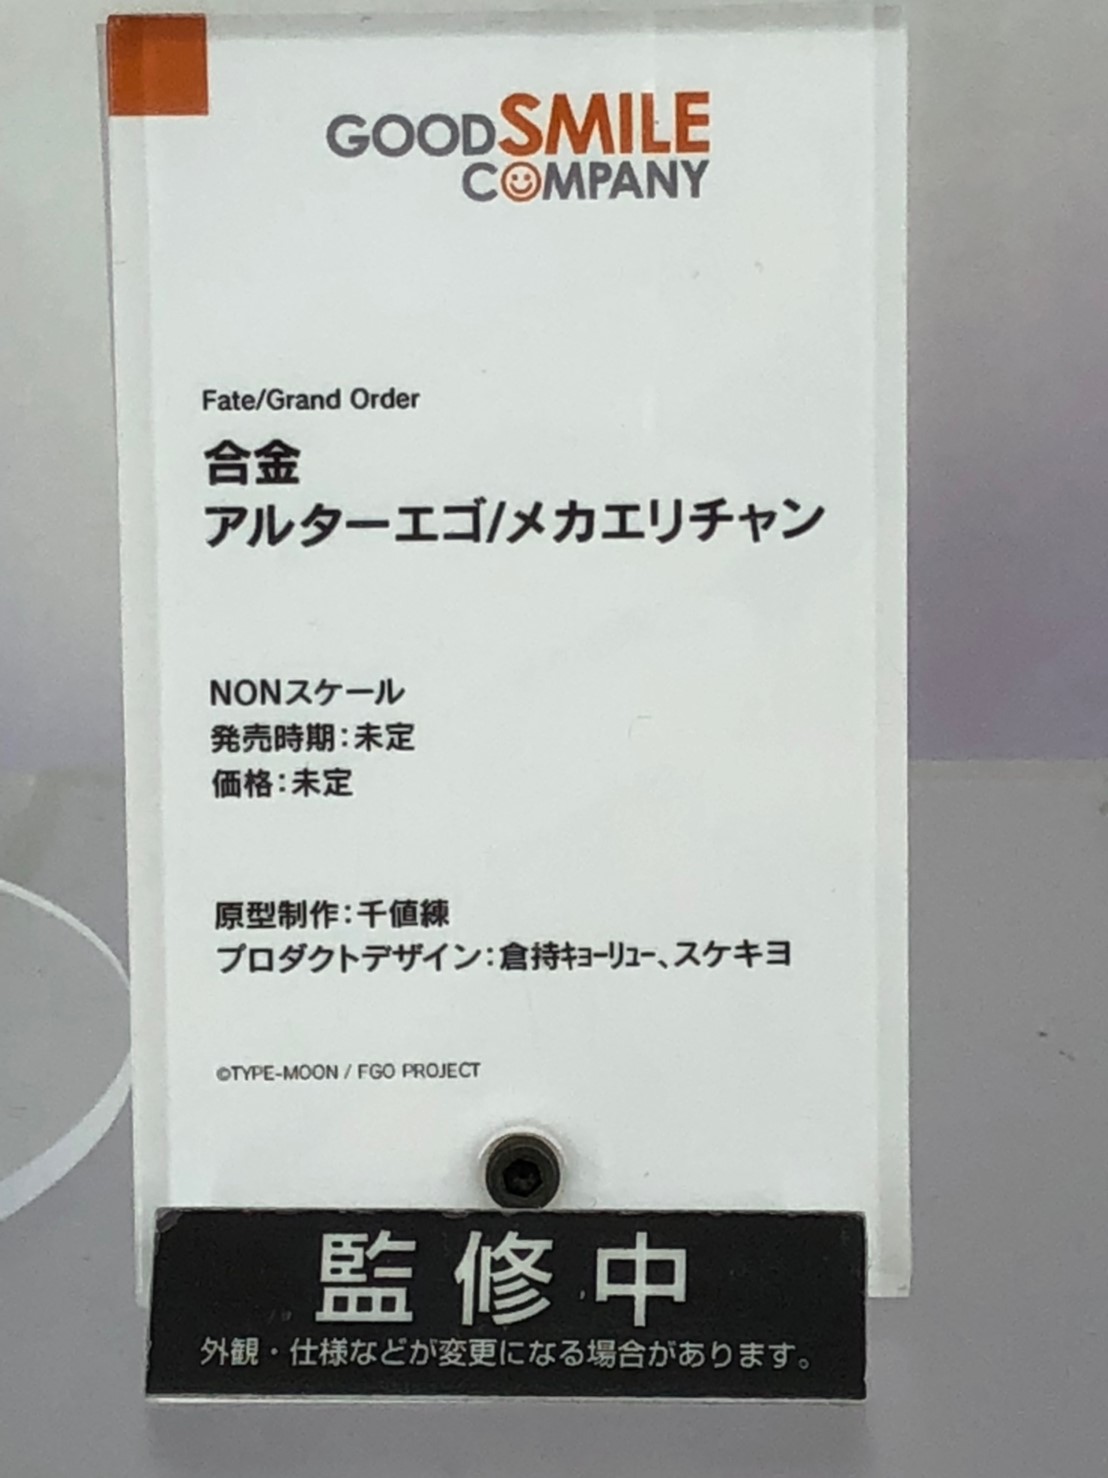 GOODSMILE
COMPANY
Fate/Grand Order
合金
アルターエゴ/メカエリチャン
NONスケール
発売時期：未定
価格：未定
原型制作：千値練
プロダクトデザイン：倉持ｷｮｰﾘｭｰ、スケキヨ
©TYPE-MOON / FGO PROJECT
監修中
外観・仕様などが変更になる場合があります。